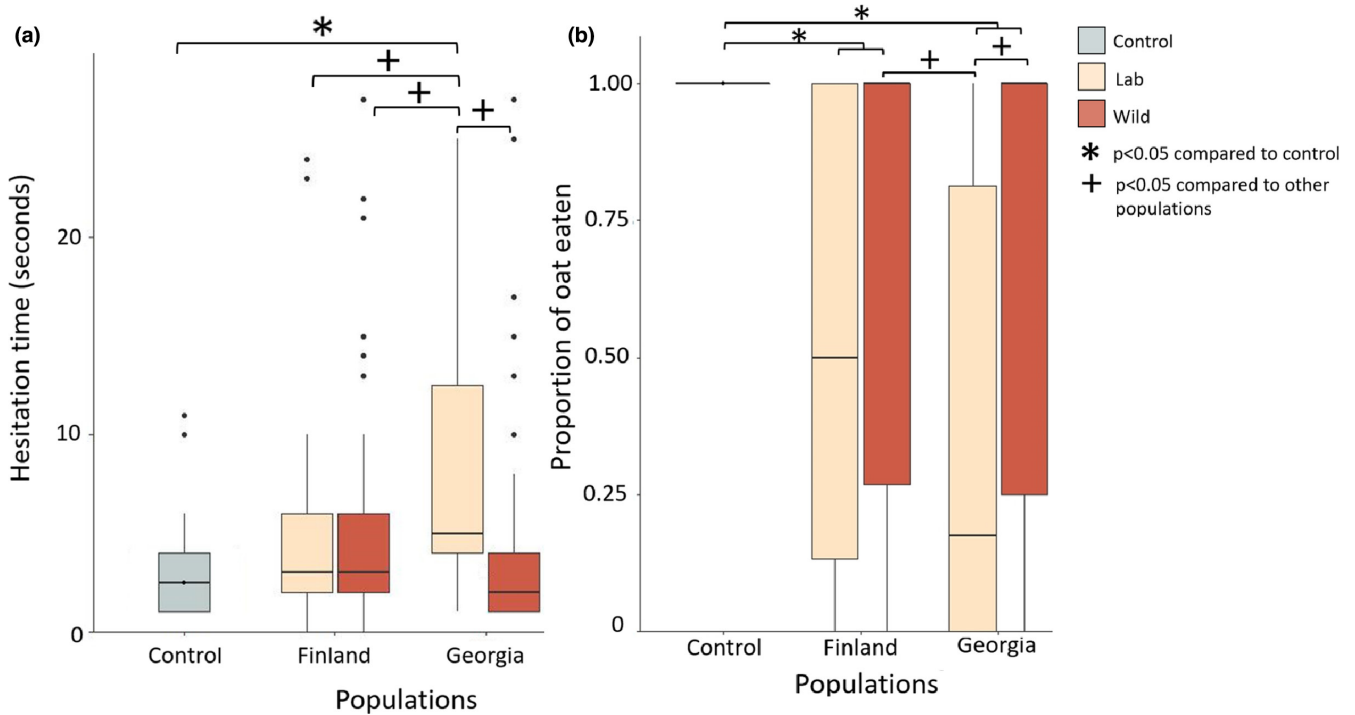 (a)
*
+
+
+
Hesitation time (seconds)
20
10
0
Control
Finland
Georgia
Populations
(b)
*
*
+
+
Proportion of oat eaten
1.00
0.75
0.50
0.25
0
Control
Finland
Georgia
Populations
Control
Lab
Wild
* p<0.05 compared to control
+ p<0.05 compared to other
populations